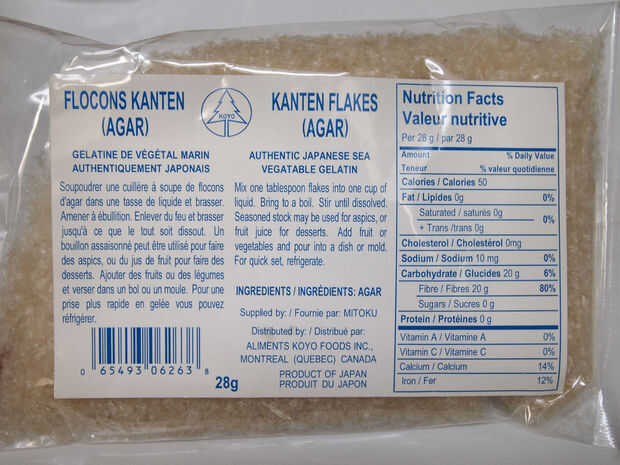 FLOCONS KANTEN
(AGAR)
GELATINE DE VÉGÉTAL MARIN
AUTHENTIQUEMENT JAPONAIS
Soupoudrer une cuillère à soupe de flocons
d'agar dans une tasse de liquide et brasser.
Amener à ébullition. Enlever du feu et brasser
jusqu'à ce que le tout soit dissout. Un
bouillon assaisonné peut être utilisé pour faire
des aspics, ou du jus de fruit pour faire des
desserts. Ajouter des fruits ou des légumes
et verser dans un bol ou un moule. Pour une
prise plus rapide en gelée vous pouvez
réfrigérer.
0 65493 06263 8
28g
KOYO
KANTEN FLAKES
(AGAR)
AUTHENTIC JAPANESE SEA
VEGATABLE GELATIN
Mix one tablespoon flakes into one cup of
liquid. Bring to a boil. Stir until dissolved.
Seasoned stock may be used for aspics, or
fruit juice for desserts. Add fruit or
vegetables and pour into a dish or mold.
For quick set, refrigerate.
INGREDIENTS / INGRÉDIENTS: AGAR
Supplied by: / Fournie par: MITOKU
Distributed by: / Distribué par:
ALIMENTS KOYO FOODS INC.,
MONTREAL (QUEBEC) CANADA
PRODUCT OF JAPAN
PRODUIT DU JAPON
Nutrition Facts
Valeur nutritive
Per 28 g / par 28 g
Amount % Daily Value
Teneur % valeur quotidienne
Calories / Calories 50
Fat / Lipides 0g 0%
Saturated / saturés 0g
+ Trans /trans 0g 0%
Cholesterol / Cholestérol 0mg
Sodium / Sodium 10 mg 0%
Carbohydrate / Glucides 20 g 6%
Fibre / Fibres 20 g 80%
Sugars / Sucres 0 g
Protein / Protéines 0 g
Vitamin A / Vitamine A 0%
Vitamin C / Vitamine C 0%
Calcium / Calcium 14%
Iron / Fer 12%